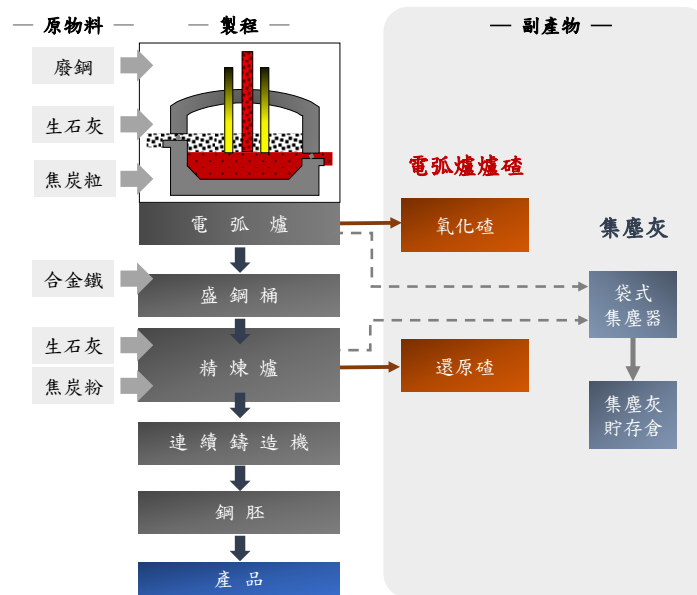 原物料
製程
副產物
廢鋼
生石灰
焦炭粒
電弧爐爐碴
電弧爐
氧化碴
集塵灰
合金鐵
盛鋼桶
袋式
集塵器
生石灰
焦炭粉
精煉爐
還原碴
集塵灰
貯存倉
連續鑄造機
鋼胚
產品